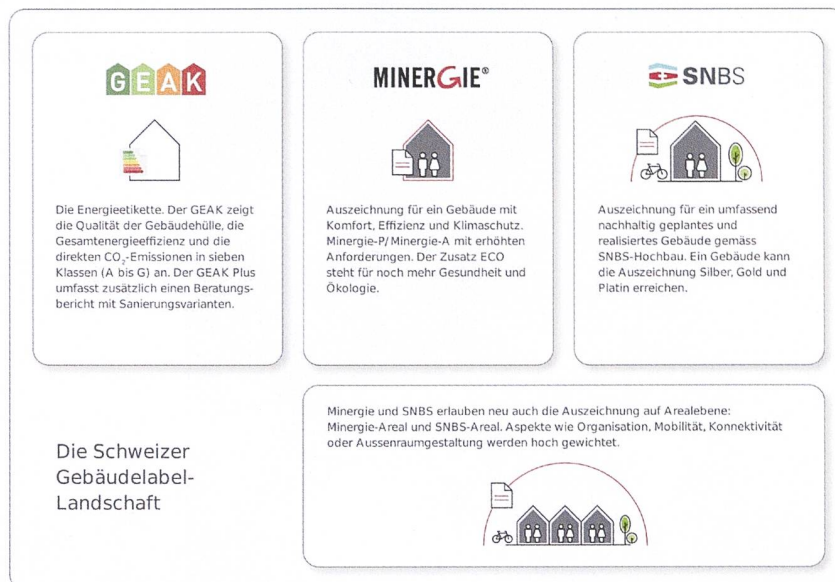 GEAK
Die Energieetikette. Der GEAK zeigt
die Qualität der Gebäudehülle, die
Gesamtenergieeffizienz und die
direkten CO₂-Emissionen in sieben
Klassen (A bis G) an. Der GEAK Plus
umfasst zusätzlich einen Beratungs-
bericht mit Sanierungsvarianten.
MINERGIE®
Auszeichnung für ein Gebäude mit
Komfort, Effizienz und Klimaschutz.
Minergie-P/Minergie-A mit erhöhten
Anforderungen. Der Zusatz ECO
steht für noch mehr Gesundheit und
Ökologie.
SNBS
Auszeichnung für ein umfassend
nachhaltig geplantes und
realisiertes Gebäude gemäss
SNBS-Hochbau. Ein Gebäude kann
die Auszeichnung Silber, Gold und
Platin erreichen.
Die Schweizer
Gebäudelabel-
Landschaft
Minergie und SNBS erlauben neu auch die Auszeichnung auf Arealebene:
Minergie-Areal und SNBS-Areal. Aspekte wie Organisation, Mobilität, Konnektivität
oder Aussenraumgestaltung werden hoch gewichtet.